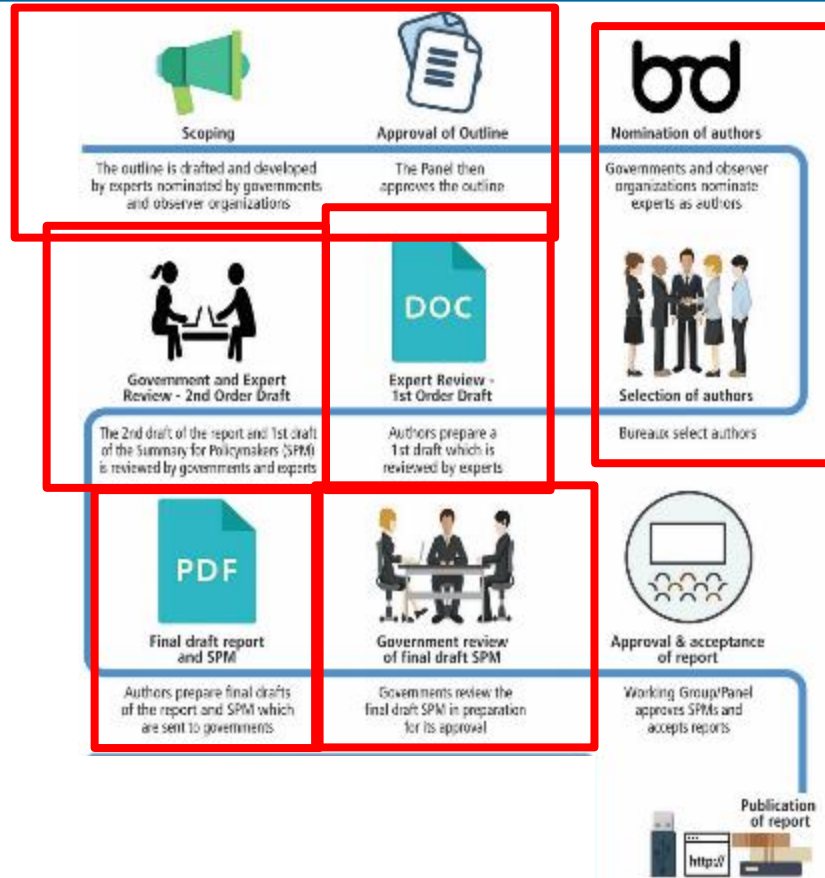 Scoping
The outline is drafted and developed
by experts nominated by governments
and observer organizations
Approval of Outline
The Panel then
approves the outline
Nomination of authors
Governments and observer
organizations nominate
experts as authors
Selection of authors
Bureaux select authors
DOC
Expert Review -
1st Order Draft
Authors prepare a
1st draft which is
reviewed by experts
Government and Expert
Review - 2nd Order Draft
The 2nd draft of the report and 1st draft
of the Summary for Policymakers (SPM)
is reviewed by governments and experts
PDF
Final draft report
and SPM
Authors prepare final drafts
of the report and SPM which
are sent to governments
Government review
of final draft SPM
Governments review the
final draft SPM in preparation
for its approval
Approval & acceptance
of report
Working Group/Panel
approves SPMs and
accepts reports
Publication
of report
http://